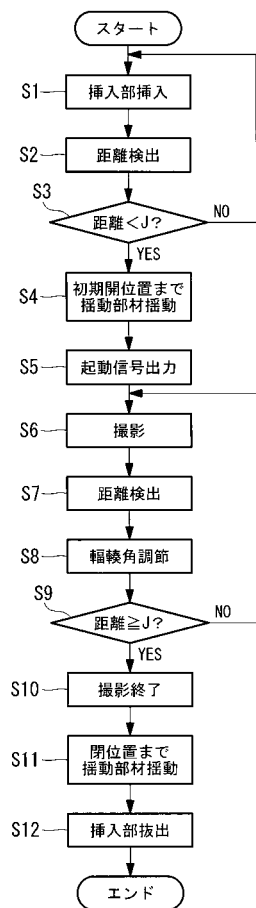 スタート
S1
挿入部挿入
S2
距離検出
S3
距離<J?
NO
YES
S4
初期開位置まで
揺動部材揺動
S5
起動信号出力
S6
撮影
S7
距離検出
S8
輻輳角調節
S9
距離≧J?
NO
YES
S10
撮影終了
S11
閉位置まで
揺動部材揺動
S12
挿入部抜出
エンド